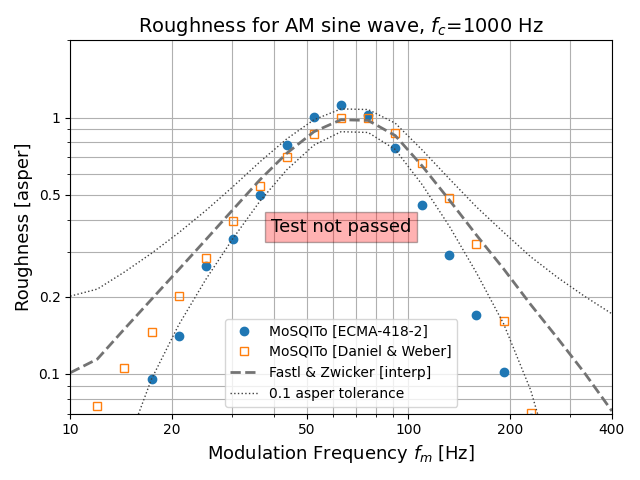 Roughness for AM sine wave, f_c=1000 Hz
Roughness [asper]
1
0.5
0.2
0.1
Test not passed
MoSQITo [ECMA-418-2]
MoSQITo [Daniel & Weber]
Fastl & Zwicker [interp]
0.1 asper tolerance
10 20 50 100 200 400
Modulation Frequency f_m [Hz]